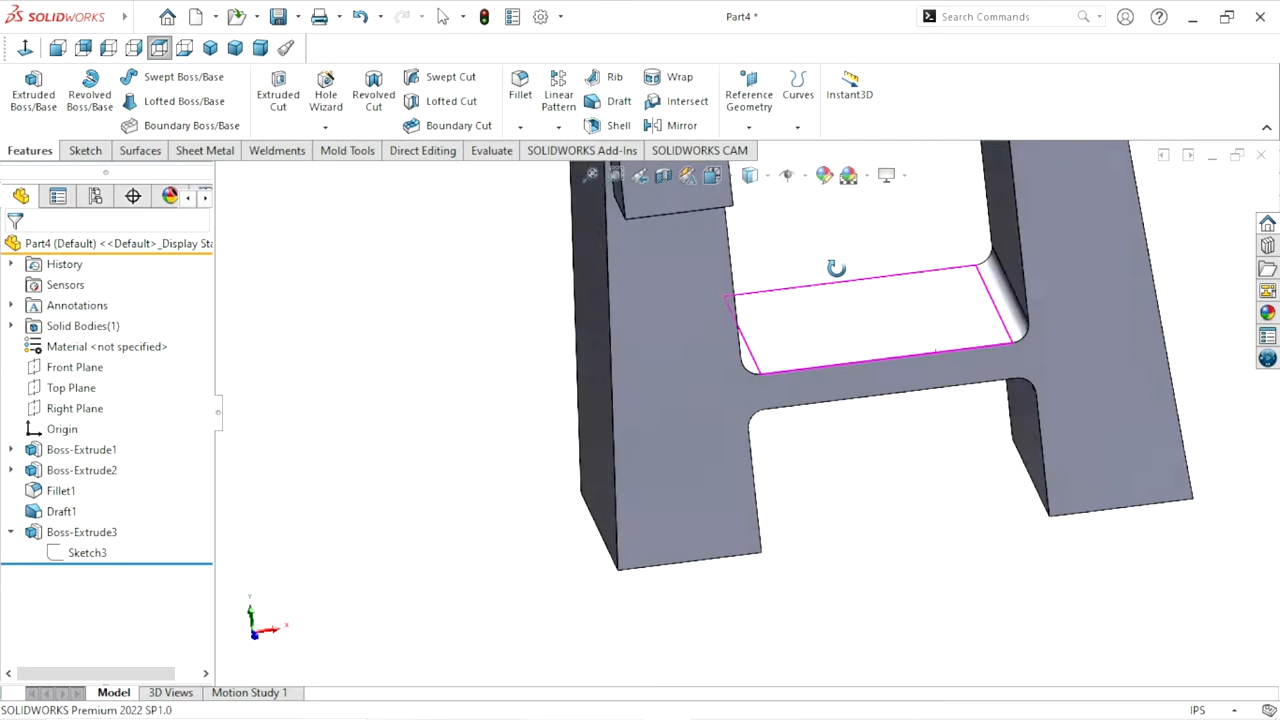 SOLIDWORKS
Part4 *
Search Commands
Extruded Boss/Base
Revolved Boss/Base
Swept Boss/Base
Lofted Boss/Base
Boundary Boss/Base
Extruded Cut
Hole Wizard
Revolved Cut
Swept Cut
Lofted Cut
Boundary Cut
Fillet
Linear Pattern
Rib
Draft
Shell
Wrap
Intersect
Mirror
Reference Geometry
Curves
Instant3D
Features
Sketch
Surfaces
Sheet Metal
Weldments
Mold Tools
Direct Editing
Evaluate
SOLIDWORKS Add-Ins
SOLIDWORKS CAM
Part4 (Default) <<Default>_Display Sta
History
Sensors
Annotations
Solid Bodies(1)
Material <not specified>
Front Plane
Top Plane
Right Plane
Origin
Boss-Extrude1
Boss-Extrude2
Fillet1
Draft1
Boss-Extrude3
Sketch3
Y
X
Model
3D Views
Motion Study 1
SOLIDWORKS Premium 2022 SP1.0
IPS